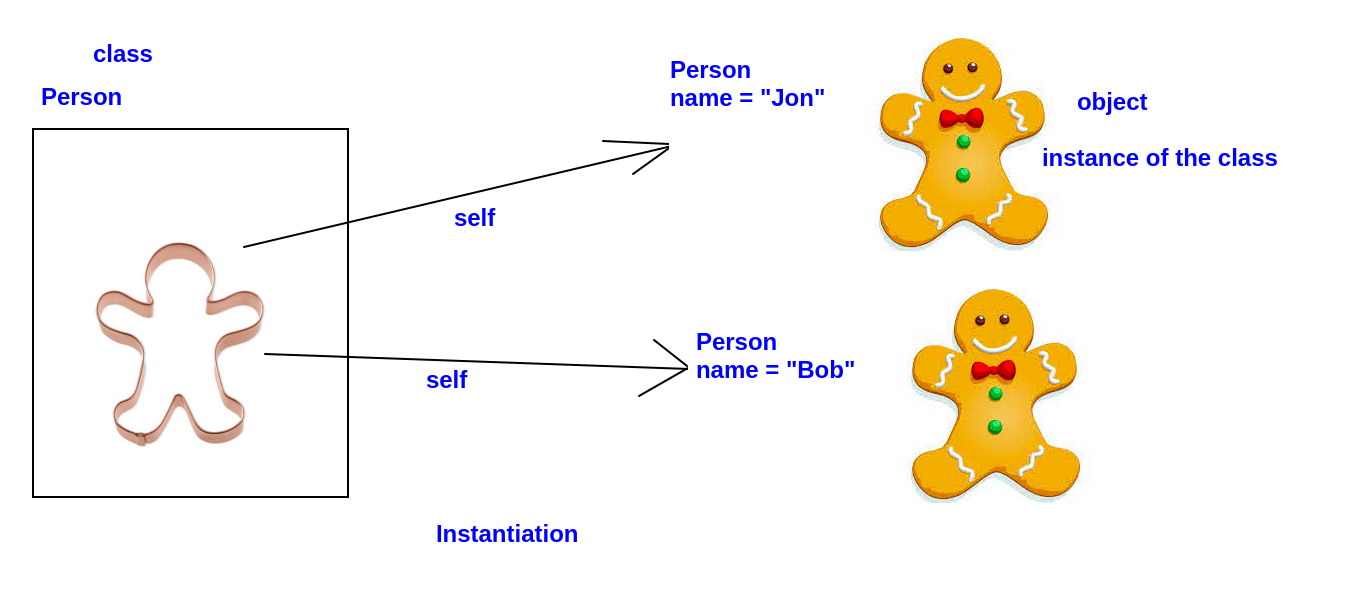 class
Person
Person
name = "Jon"
object
instance of the class
self
Person
name = "Bob"
self
Instantiation